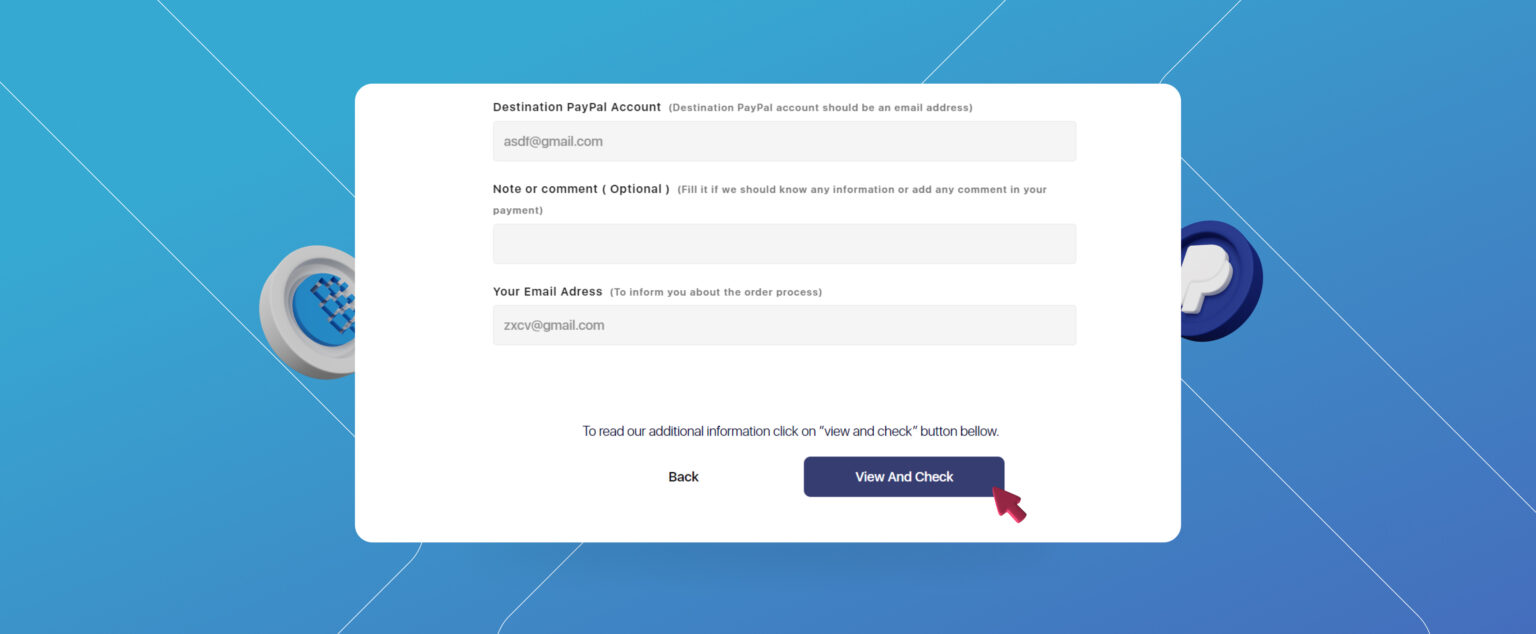 Destination PayPal Account (Destination PayPal account should be an email address)
asdf@gmail.com
Note or comment ( Optional ) (Fill it if we should know any information or add any comment in your
payment)
Your Email Adress (To inform you about the order process)
zxcv@gmail.com
To read our additional information click on “view and check” button bellow.
Back View And Check